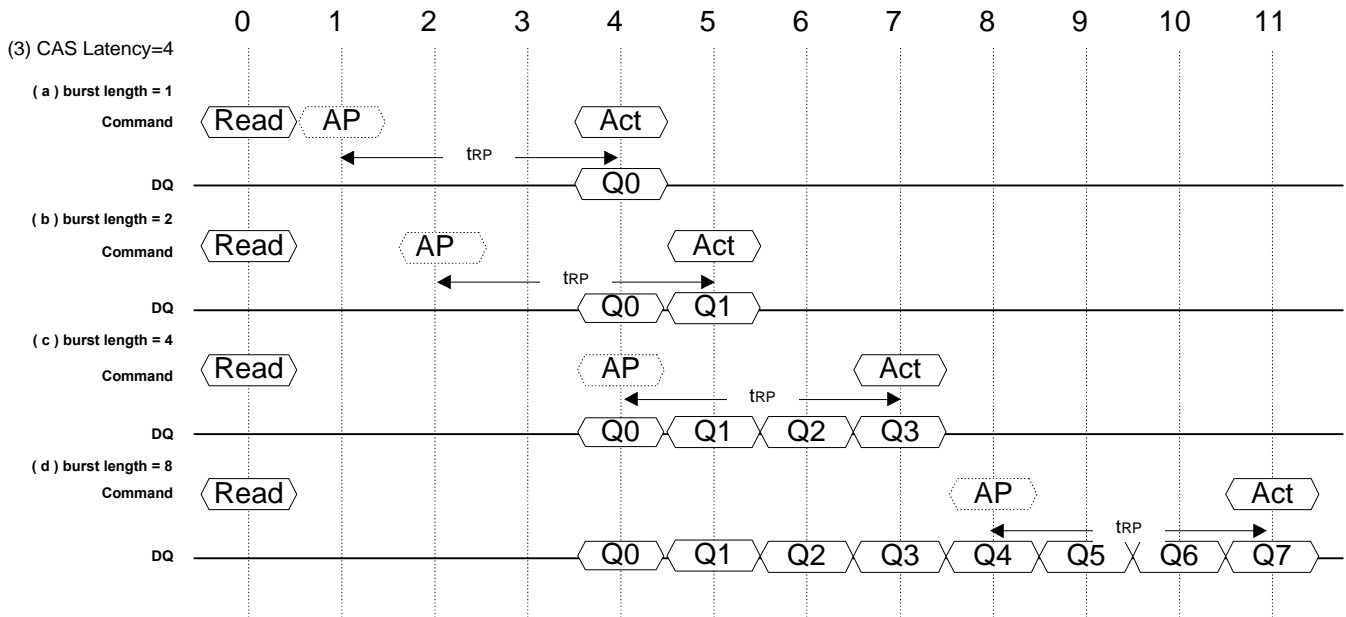 0 1 2 3 4 5 6 7 8 9 10 11
(3) CAS Latency=4
( a ) burst length = 1
Command Read AP Act
tRP
DQ Q0
( b ) burst length = 2
Command Read AP Act
tRP
DQ Q0 Q1
( c ) burst length = 4
Command Read AP Act
tRP
DQ Q0 Q1 Q2 Q3
( d ) burst length = 8
Command Read AP Act
tRP
DQ Q0 Q1 Q2 Q3 Q4 Q5 Q6 Q7